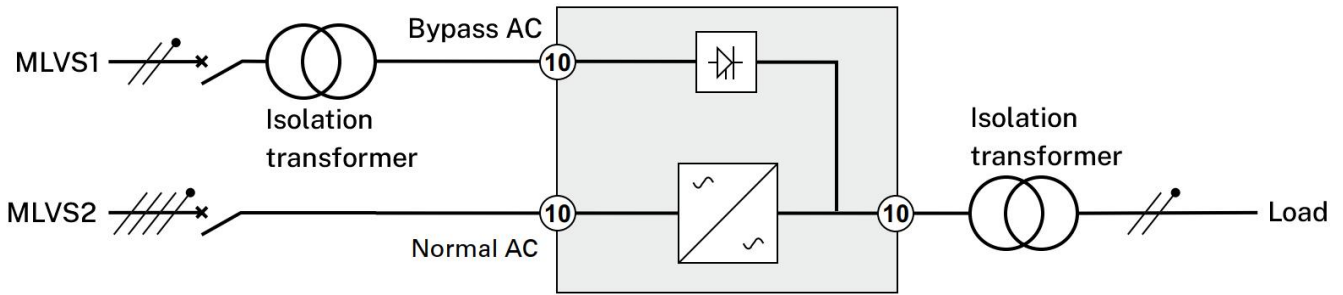 Bypass AC
MLVS1
10
Isolation
transformer
Isolation
transformer
MLVS2
10
10
Load
Normal AC